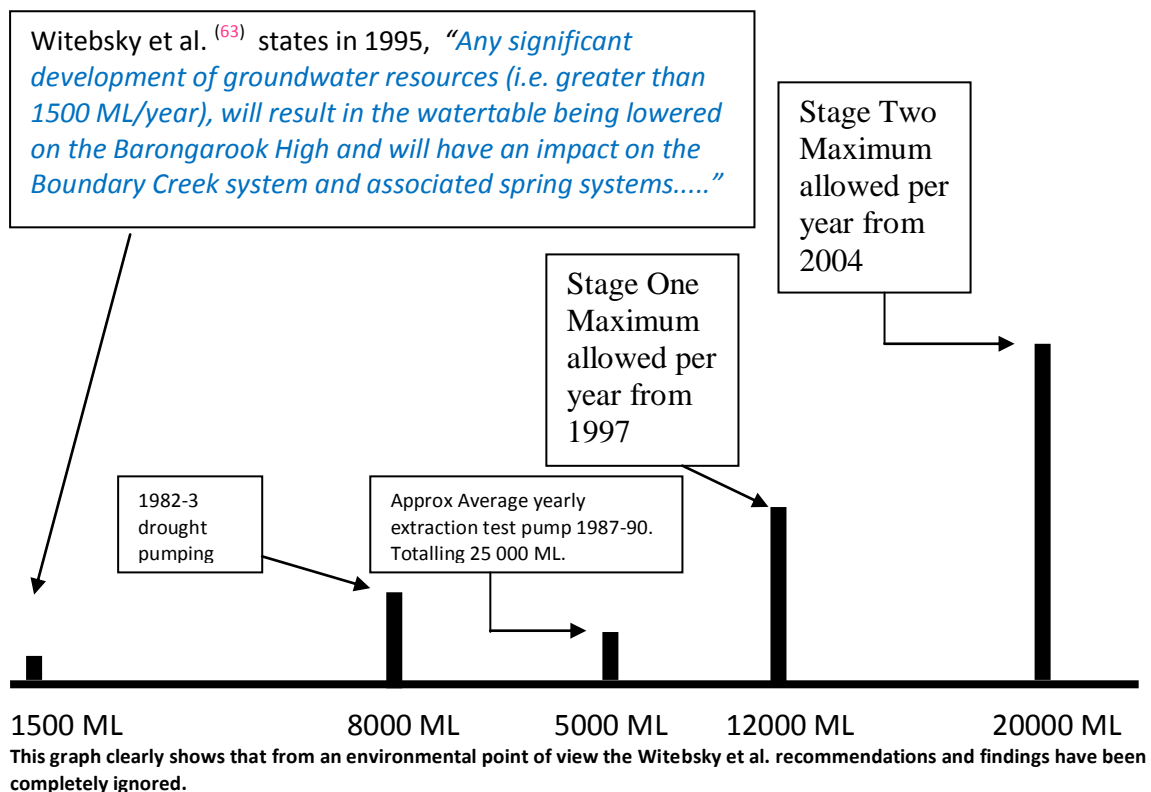 Witebsky et al. (63) states in 1995, “Any significant
development of groundwater resources (i.e. greater than
1500 ML/year), will result in the watertable being lowered
on the Barongarook High and will have an impact on the
Boundary Creek system and associated spring systems.....”
Stage Two
Maximum
allowed per
year from
2004
Stage One
Maximum
allowed per
year from
1997
1982-3
drought
pumping
Approx Average yearly
extraction test pump 1987-90.
Totalling 25 000 ML.
1500 ML
8000 ML
5000 ML
12000 ML
20000 ML
This graph clearly shows that from an environmental point of view the Witebsky et al. recommendations and findings have been
completely ignored.